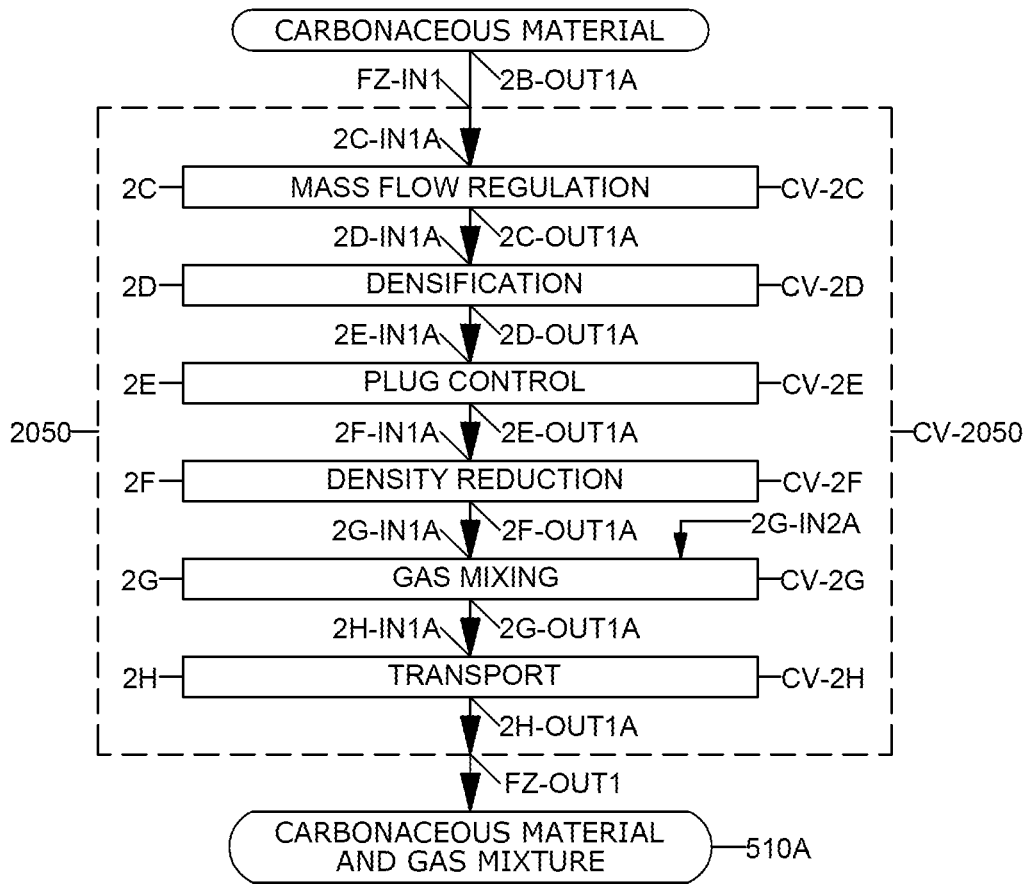 CARBONACEOUS MATERIAL
FZ-IN1 2B-OUT1A
2C-IN1A
2C MASS FLOW REGULATION CV-2C
2D-IN1A 2C-OUT1A
2D DENSIFICATION CV-2D
2E-IN1A 2D-OUT1A
2E PLUG CONTROL CV-2E
2050 2F-IN1A 2E-OUT1A CV-2050
2F DENSITY REDUCTION CV-2F
2G-IN1A 2F-OUT1A 2G-IN2A
2G GAS MIXING CV-2G
2H-IN1A 2G-OUT1A
2H TRANSPORT CV-2H
2H-OUT1A
FZ-OUT1
CARBONACEOUS MATERIAL
AND GAS MIXTURE 510A